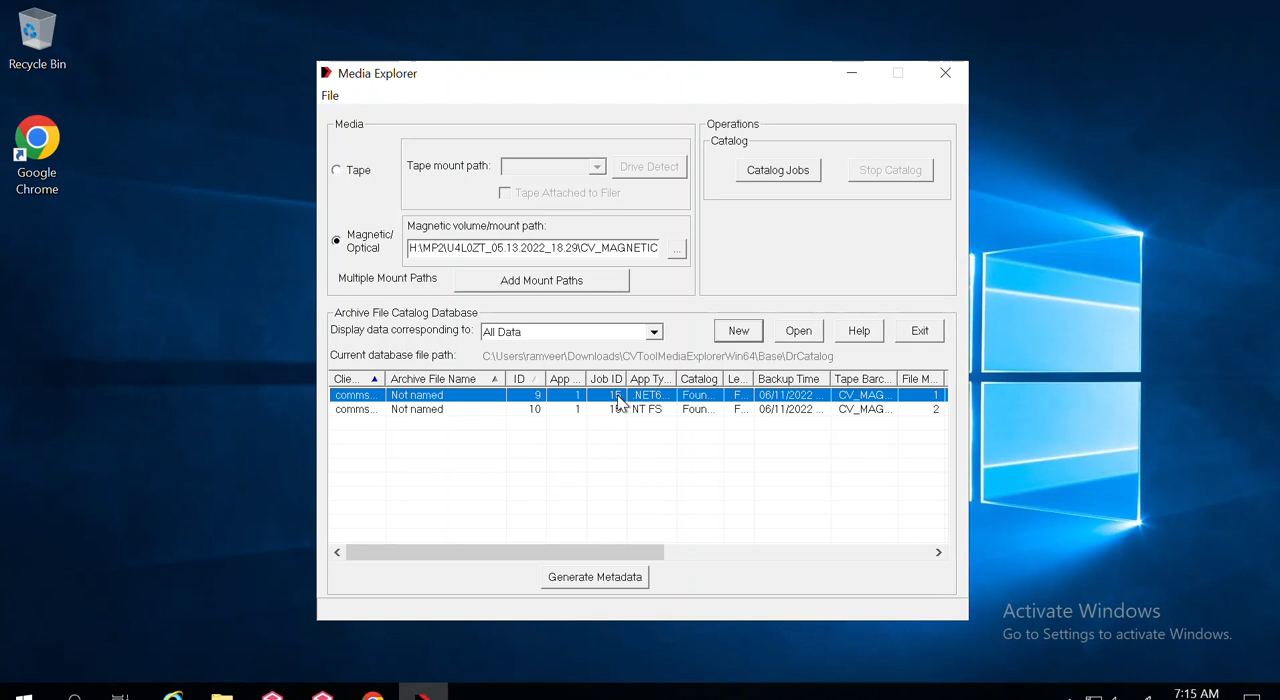 Recycle Bin
Google
Chrome
Media Explorer
File
Media
Tape
Tape mount path:
Drive Detect
Tape Attached to Filer
Magnetic/
Optical
Magnetic volume/mount path:
H:\MP2\U4L0ZT_05.13.2022_18.29\CV_MAGNETIC
...
Multiple Mount Paths
Add Mount Paths
Operations
Catalog
Catalog Jobs
Stop Catalog
Archive File Catalog Database
Display data corresponding to:
All Data
New
Open
Help
Exit
Current database file path:
C:\Users\ramveer\Downloads\CVToolMediaExplorerWin64\Base\DrCatalog
Clie... Archive File Name ID App ... Job ID App Ty... Catalog Le... Backup Time Tape Barc... File M...
comms... Not named 9 1 15 .NET6... Foun... F... 06/11/2022 ... CV_MAG... 1
comms... Not named 10 1 NT FS Foun... F... 06/11/2022 ... CV_MAG... 2
Generate Metadata
Activate Windows
Go to Settings to activate Windows.
7:15 AM